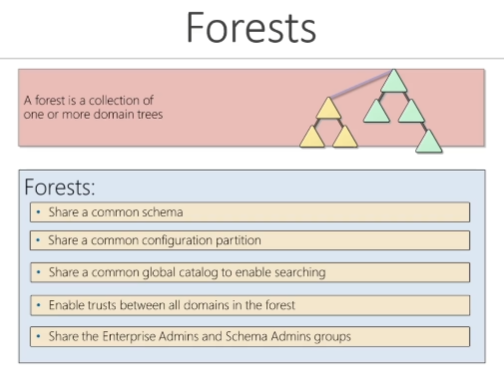 Forests
A forest is a collection of
one or more domain trees
Forests:
• Share a common schema
• Share a common configuration partition
• Share a common global catalog to enable searching
• Enable trusts between all domains in the forest
• Share the Enterprise Admins and Schema Admins groups